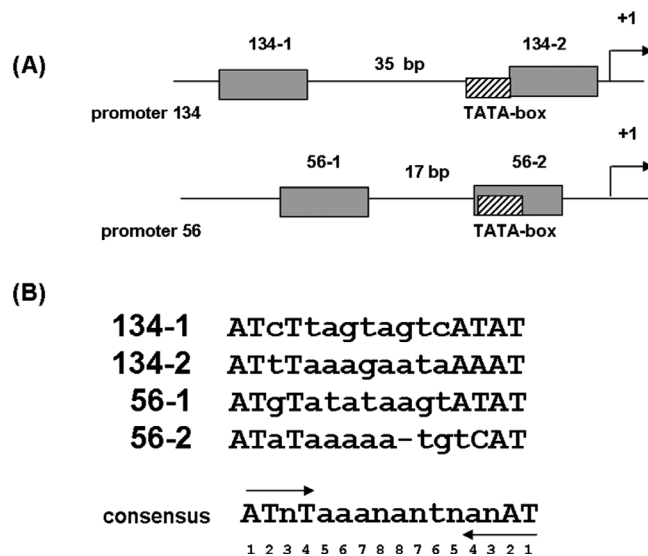 +1
134-1
134-2
(A)
35 bp
promoter 134
TATA-box
+1
56-1
56-2
17 bp
promoter 56
TATA-box
(B)
134-1 ATcTtagtagtcATAT
134-2 ATtTaaagaataAAAT
56-1 ATgTatataagtATAT
56-2 ATaTaaaaa-tgtCAT
consensus ATnTaaanantnanAT
1 2 3 4 5 6 7 8 8 7 6 5 4 3 2 1